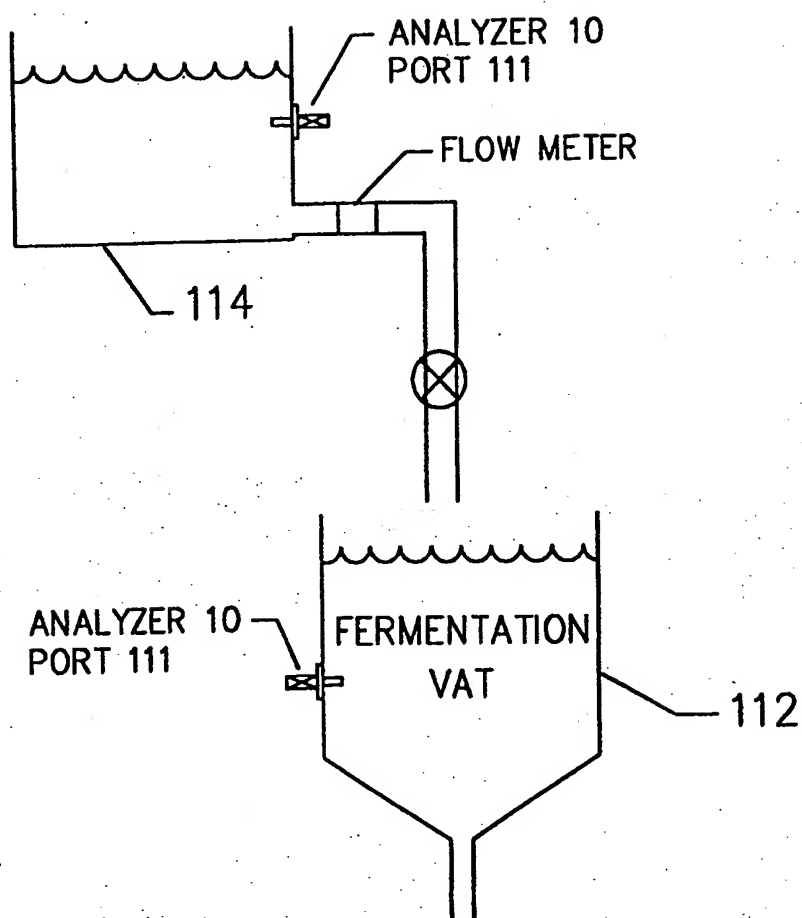 ANALYZER 10
PORT 111
FLOW METER
114
ANALYZER 10
PORT 111
FERMENTATION
VAT
112